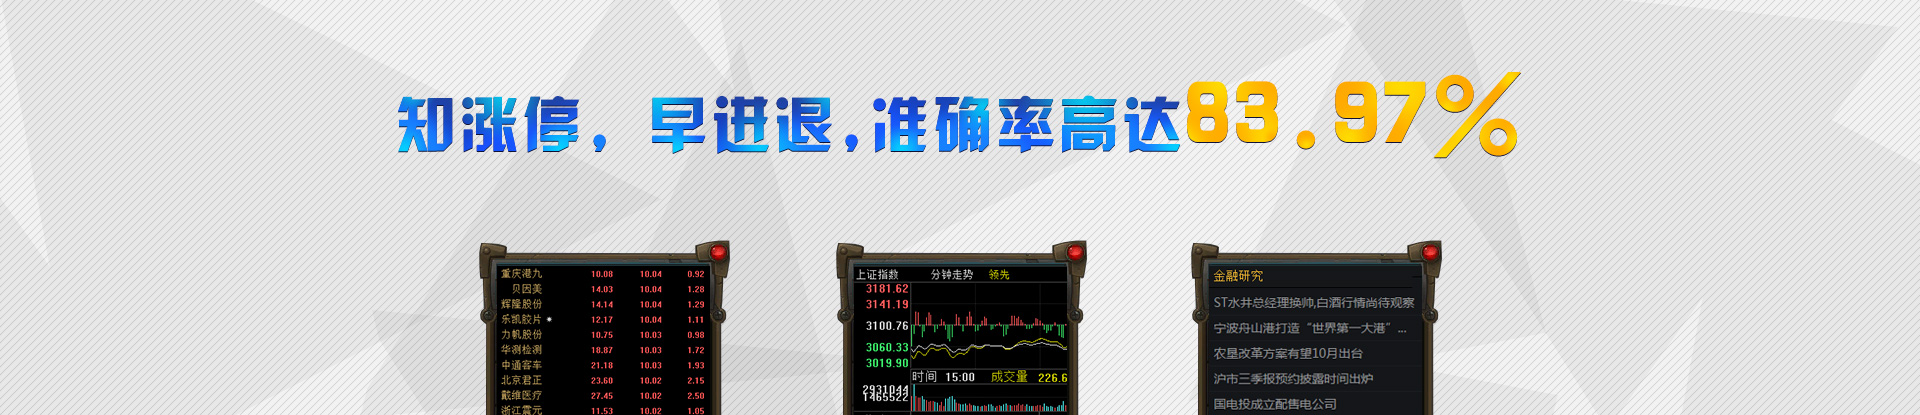 知涨停，早进退,准确率高达83.97%
重庆港九 10.08 10.04 0.92
贝因美 14.03 10.04 1.28
辉隆股份 14.14 10.04 1.29
乐凯胶片 12.17 10.04 1.11
力帆股份 10.75 10.03 0.98
华测检测 18.87 10.03 1.72
中通客车 21.18 10.03 1.93
北京君正 23.60 10.02 2.15
戴维医疗 27.45 10.02 2.50
浙江震元 11.53 10.02 1.05
上证指数 分钟走势 领先
3181.62
3141.19
3100.76
3060.33
3019.90
时间 15:00 成交量 226.6
2931044
1465522
金融研究
ST水井总经理换帅,白酒行情尚待观察
宁波舟山港打造“世界第一大港”...
农垦改革方案有望10月出台
沪市三季报预约披露时间出炉
国电投成立配售电公司